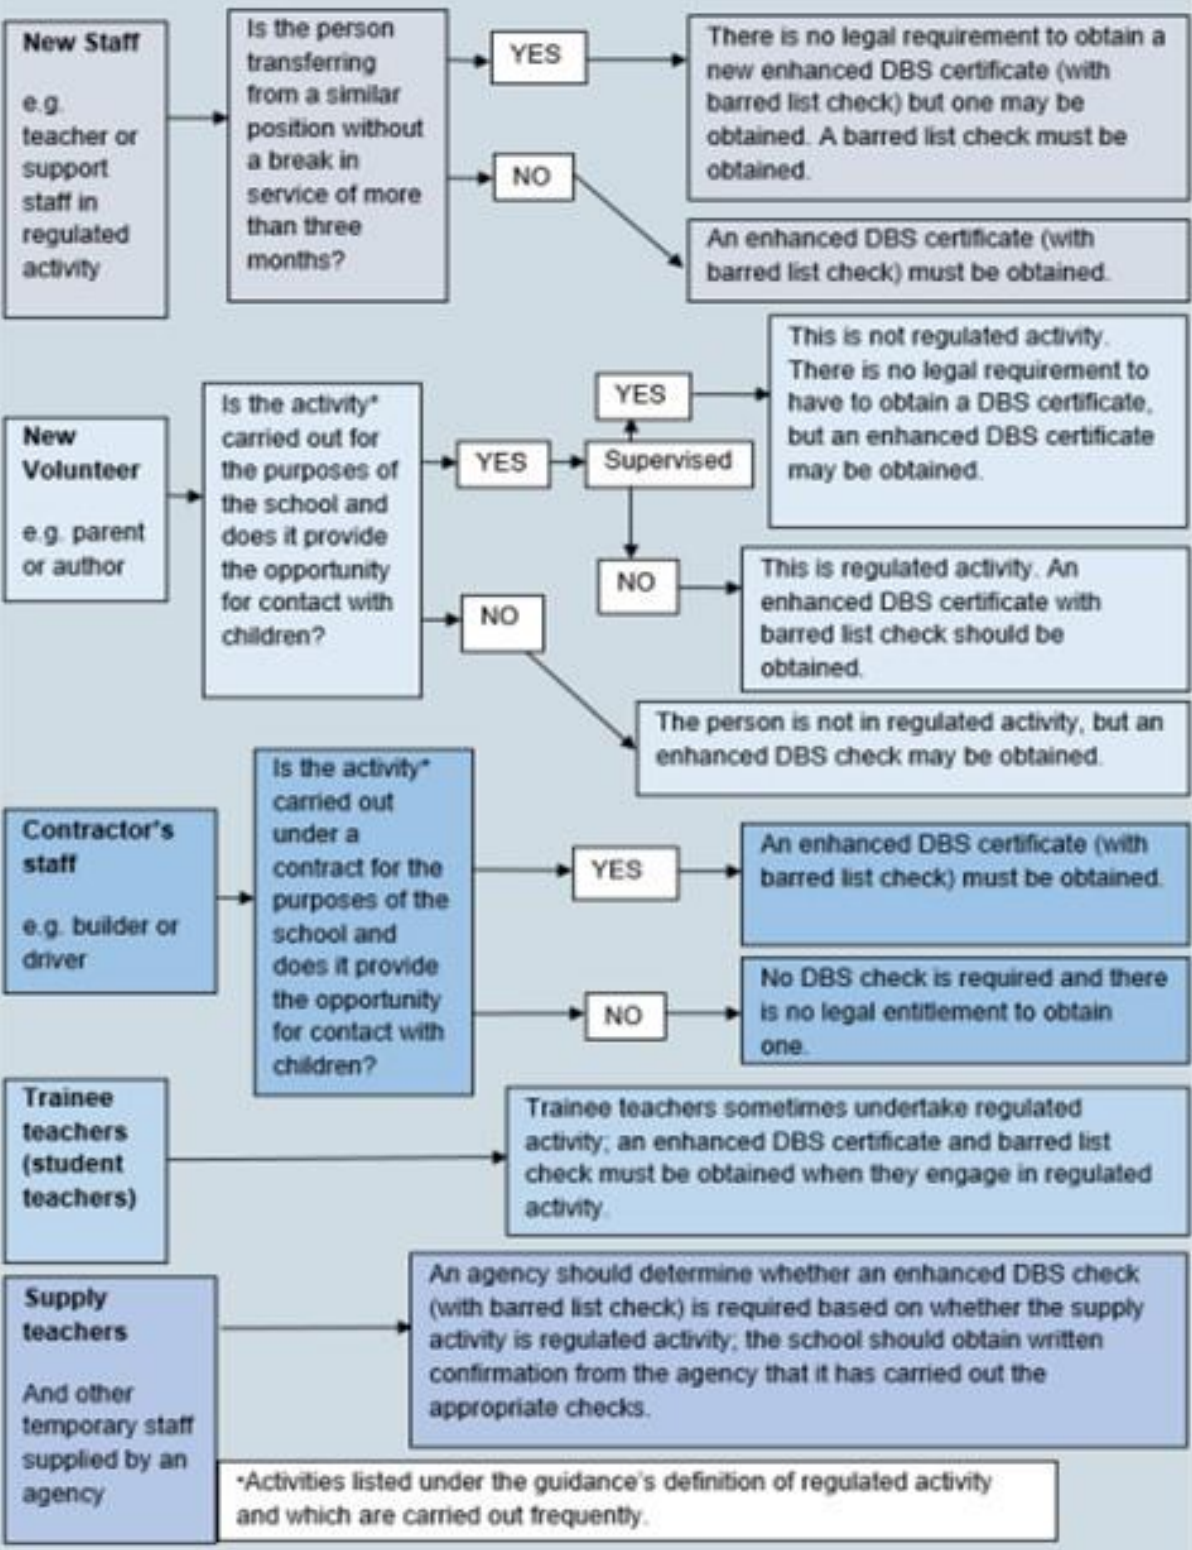 New Staff
e.g.
teacher or
support
staff in
regulated
activity
Is the person
transferring
from a similar
position without
a break in
service of more
than three
months?
YES
There is no legal requirement to obtain a
new enhanced DBS certificate (with
barred list check) but one may be
obtained. A barred list check must be
obtained.
NO
An enhanced DBS certificate (with
barred list check) must be obtained.
New
Volunteer
e.g. parent
or author
Is the activity*
carried out for
the purposes of
the school and
does it provide
the opportunity
for contact with
children?
YES
Supervised
YES
This is not regulated activity.
There is no legal requirement to
have to obtain a DBS certificate,
but an enhanced DBS certificate
may be obtained.
NO
This is regulated activity. An
enhanced DBS certificate with
barred list check should be
obtained.
NO
The person is not in regulated activity, but an
enhanced DBS check may be obtained.
Contractor's
staff
e.g. builder or
driver
Is the activity*
carried out
under a
contract for the
purposes of the
school and
does it provide
the opportunity
for contact with
children?
YES
An enhanced DBS certificate (with
barred list check) must be obtained.
NO
No DBS check is required and there
is no legal entitlement to obtain
one.
Trainee
teachers
(student
teachers)
Trainee teachers sometimes undertake regulated
activity; an enhanced DBS certificate and barred list
check must be obtained when they engage in regulated
activity.
Supply
teachers
And other
temporary staff
supplied by an
agency
An agency should determine whether an enhanced DBS check
(with barred list check) is required based on whether the supply
activity is regulated activity; the school should obtain written
confirmation from the agency that it has carried out the
appropriate checks.
*Activities listed under the guidance's definition of regulated activity
and which are carried out frequently.